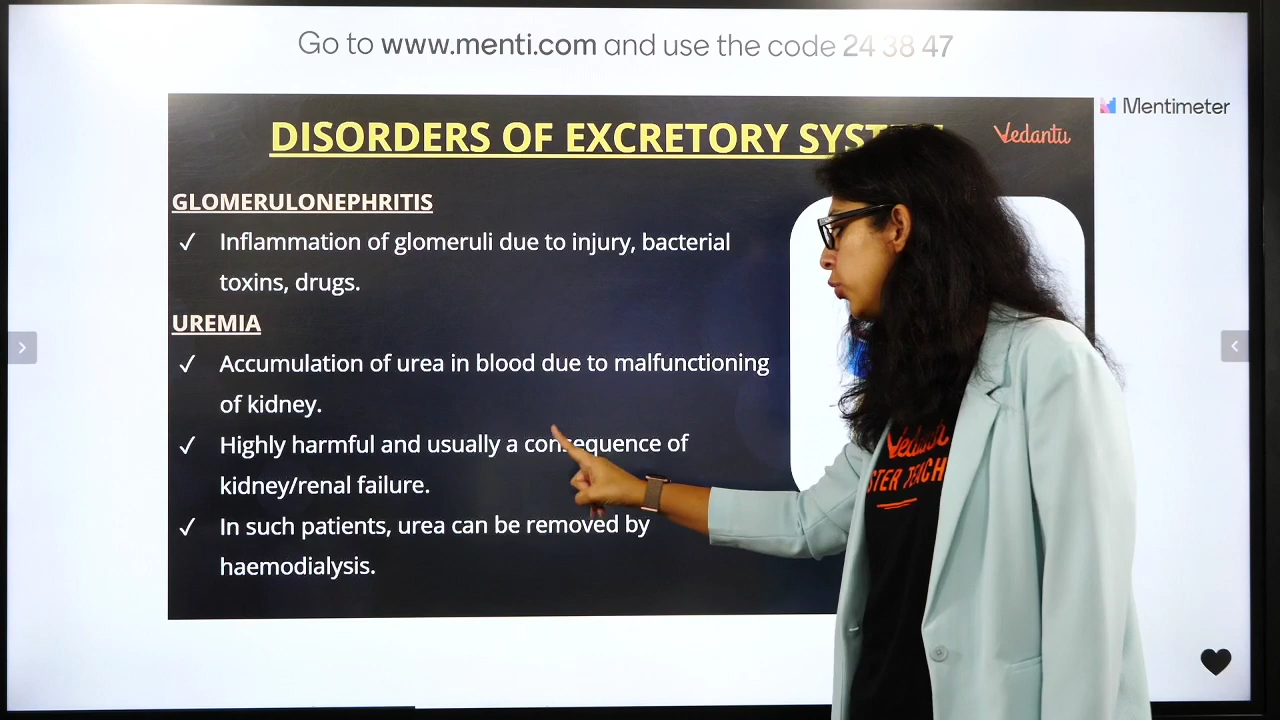 Go to www.menti.com and use the code 24 38 47
Mentimeter
DISORDERS OF EXCRETORY
Vedantu
GLOMERULONEPHRITIS
✓ Inflammation of glomeruli due to injury, bacterial
toxins, drugs.
UREMIA
✓ Accumulation of urea in blood due to malfunctioning
of kidney.
✓ Highly harmful and usually a consequence of
kidney/renal failure.
✓ In such patients, urea can be removed by
haemodialysis.